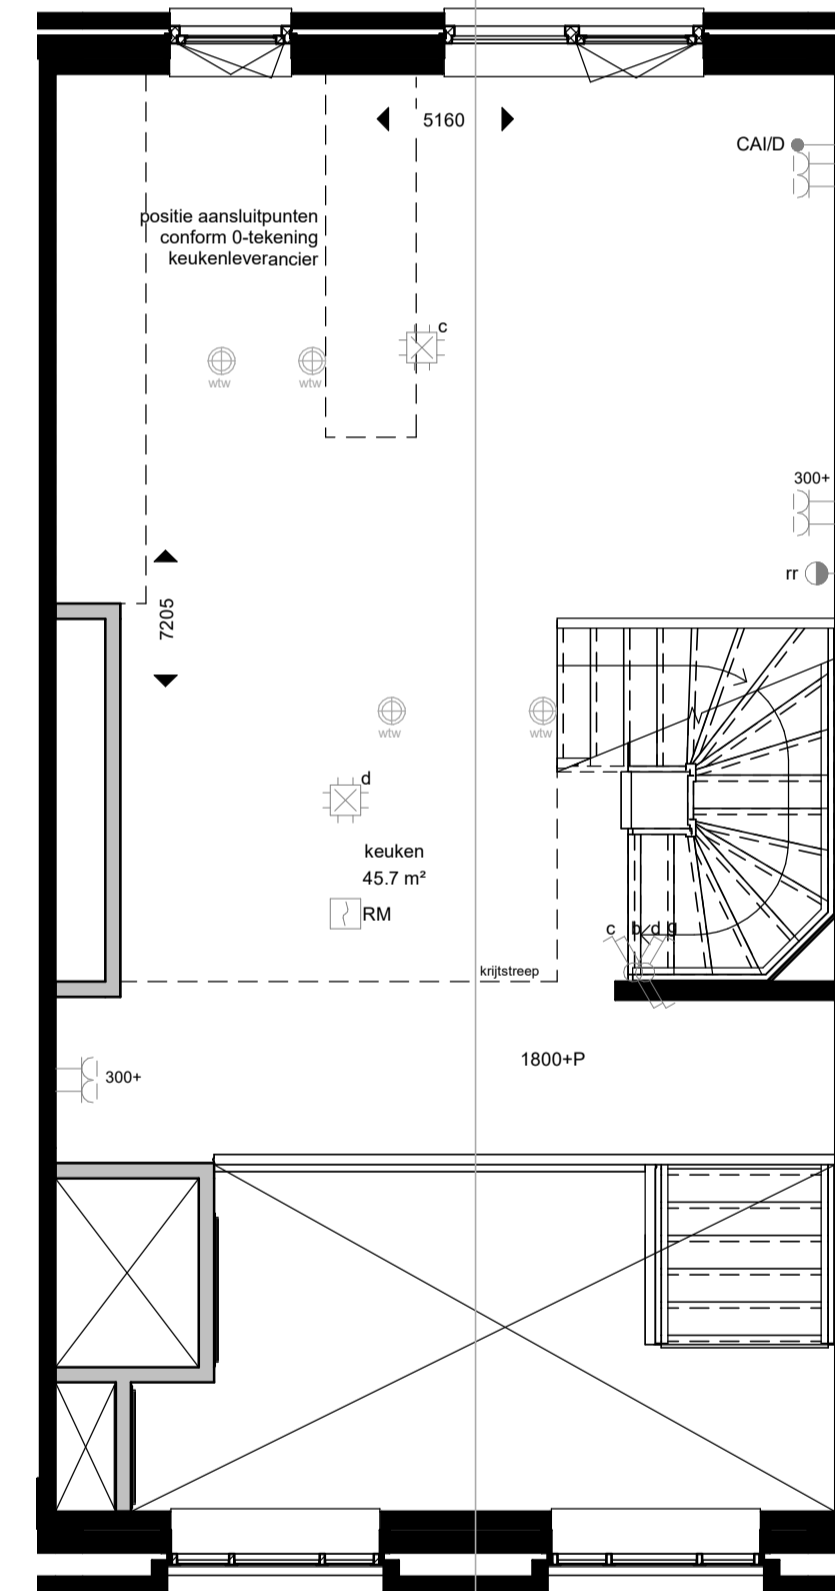 5160
CAI/D
positie aansluitpunten
conform 0-tekening
keukenleverancier
c
wtw
wtw
300+
rr
7205
wtw
wtw
d
keuken
45.7 m²
RM
c b d g
krijtstreep
1800+P
300+